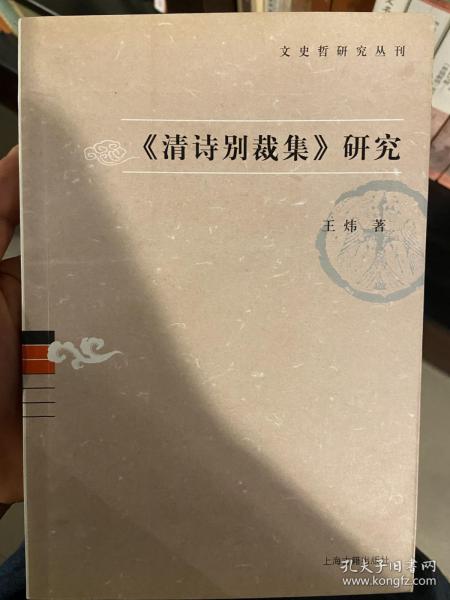 文史哲研究丛刊
《清诗别裁集》研究
王炜 著
上海古籍出版社
孔夫子旧书网
www.kongfz.com